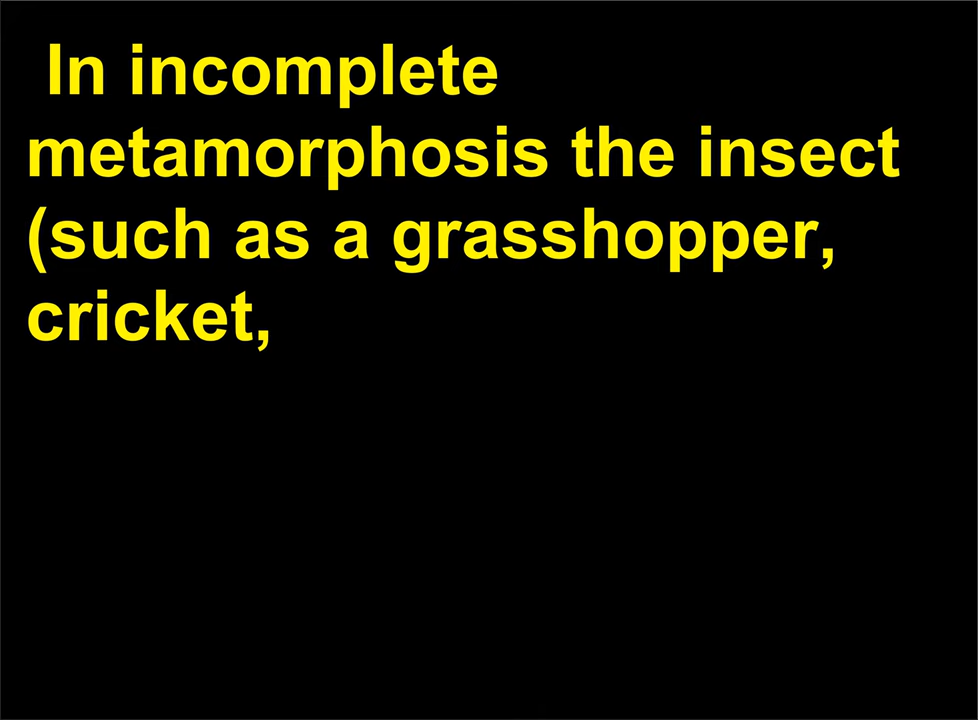 In incomplete
metamorphosis the insect
(such as a grasshopper,
cricket,